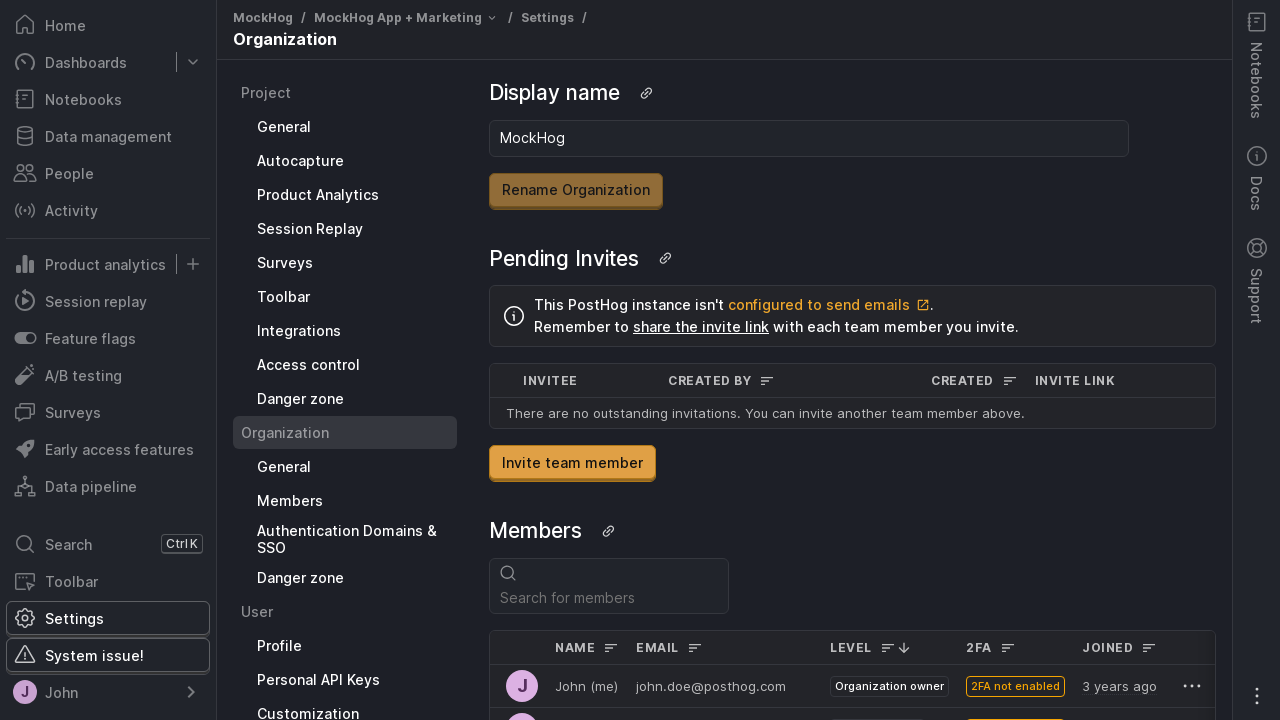 Home
Dashboards
Notebooks
Data management
People
Activity
Product analytics
Session replay
Feature flags
A/B testing
Surveys
Early access features
Data pipeline
Search Ctrl K
Toolbar
Settings
System issue!
J John
MockHog / MockHog App + Marketing / Settings /
Organization
Project
General
Autocapture
Product Analytics
Session Replay
Surveys
Toolbar
Integrations
Access control
Danger zone
Organization
General
Members
Authentication Domains &
SSO
Danger zone
User
Profile
Personal API Keys
Customization
Display name
MockHog
Rename Organization
Pending Invites
This PostHog instance isn't configured to send emails .
Remember to share the invite link with each team member you invite.
INVITEE CREATED BY CREATED INVITE LINK
There are no outstanding invitations. You can invite another team member above.
Invite team member
Members
Search for members
NAME EMAIL LEVEL 2FA JOINED
J John (me) john.doe@posthog.com Organization owner 2FA not enabled 3 years ago
Notebooks
Docs
Support